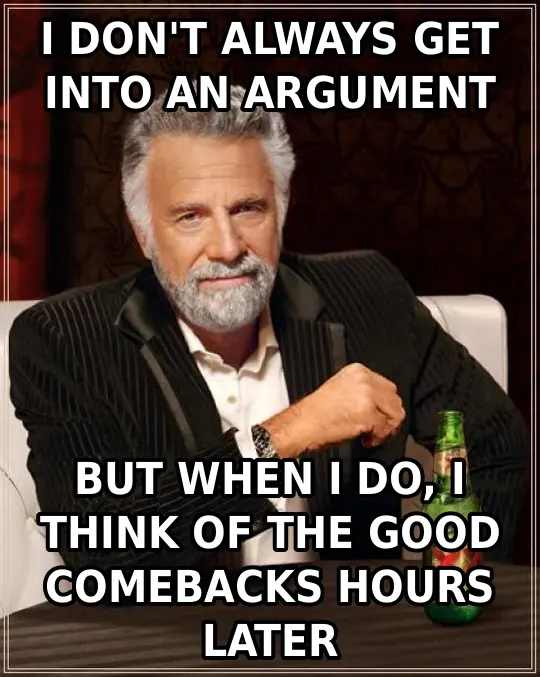 I DON'T ALWAYS GET
INTO AN ARGUMENT
BUT WHEN I DO, I
THINK OF THE GOOD
COMEBACKS HOURS
LATER